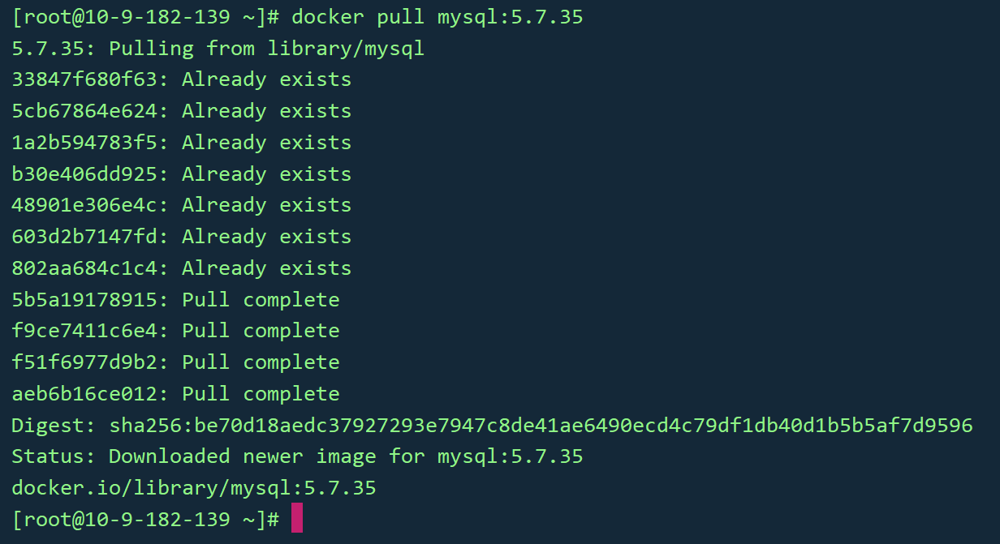 [root@10-9-182-139 ~]# docker pull mysql:5.7.35
5.7.35: Pulling from library/mysql
33847f680f63: Already exists
5cb67864e624: Already exists
1a2b594783f5: Already exists
b30e406dd925: Already exists
48901e306e4c: Already exists
603d2b7147fd: Already exists
802aa684c1c4: Already exists
5b5a19178915: Pull complete
f9ce7411c6e4: Pull complete
f51f6977d9b2: Pull complete
aeb6b16ce012: Pull complete
Digest: sha256:be70d18aedc37927293e7947c8de41ae6490ecd4c79df1db40d1b5b5af7d9596
Status: Downloaded newer image for mysql:5.7.35
docker.io/library/mysql:5.7.35
[root@10-9-182-139 ~]#